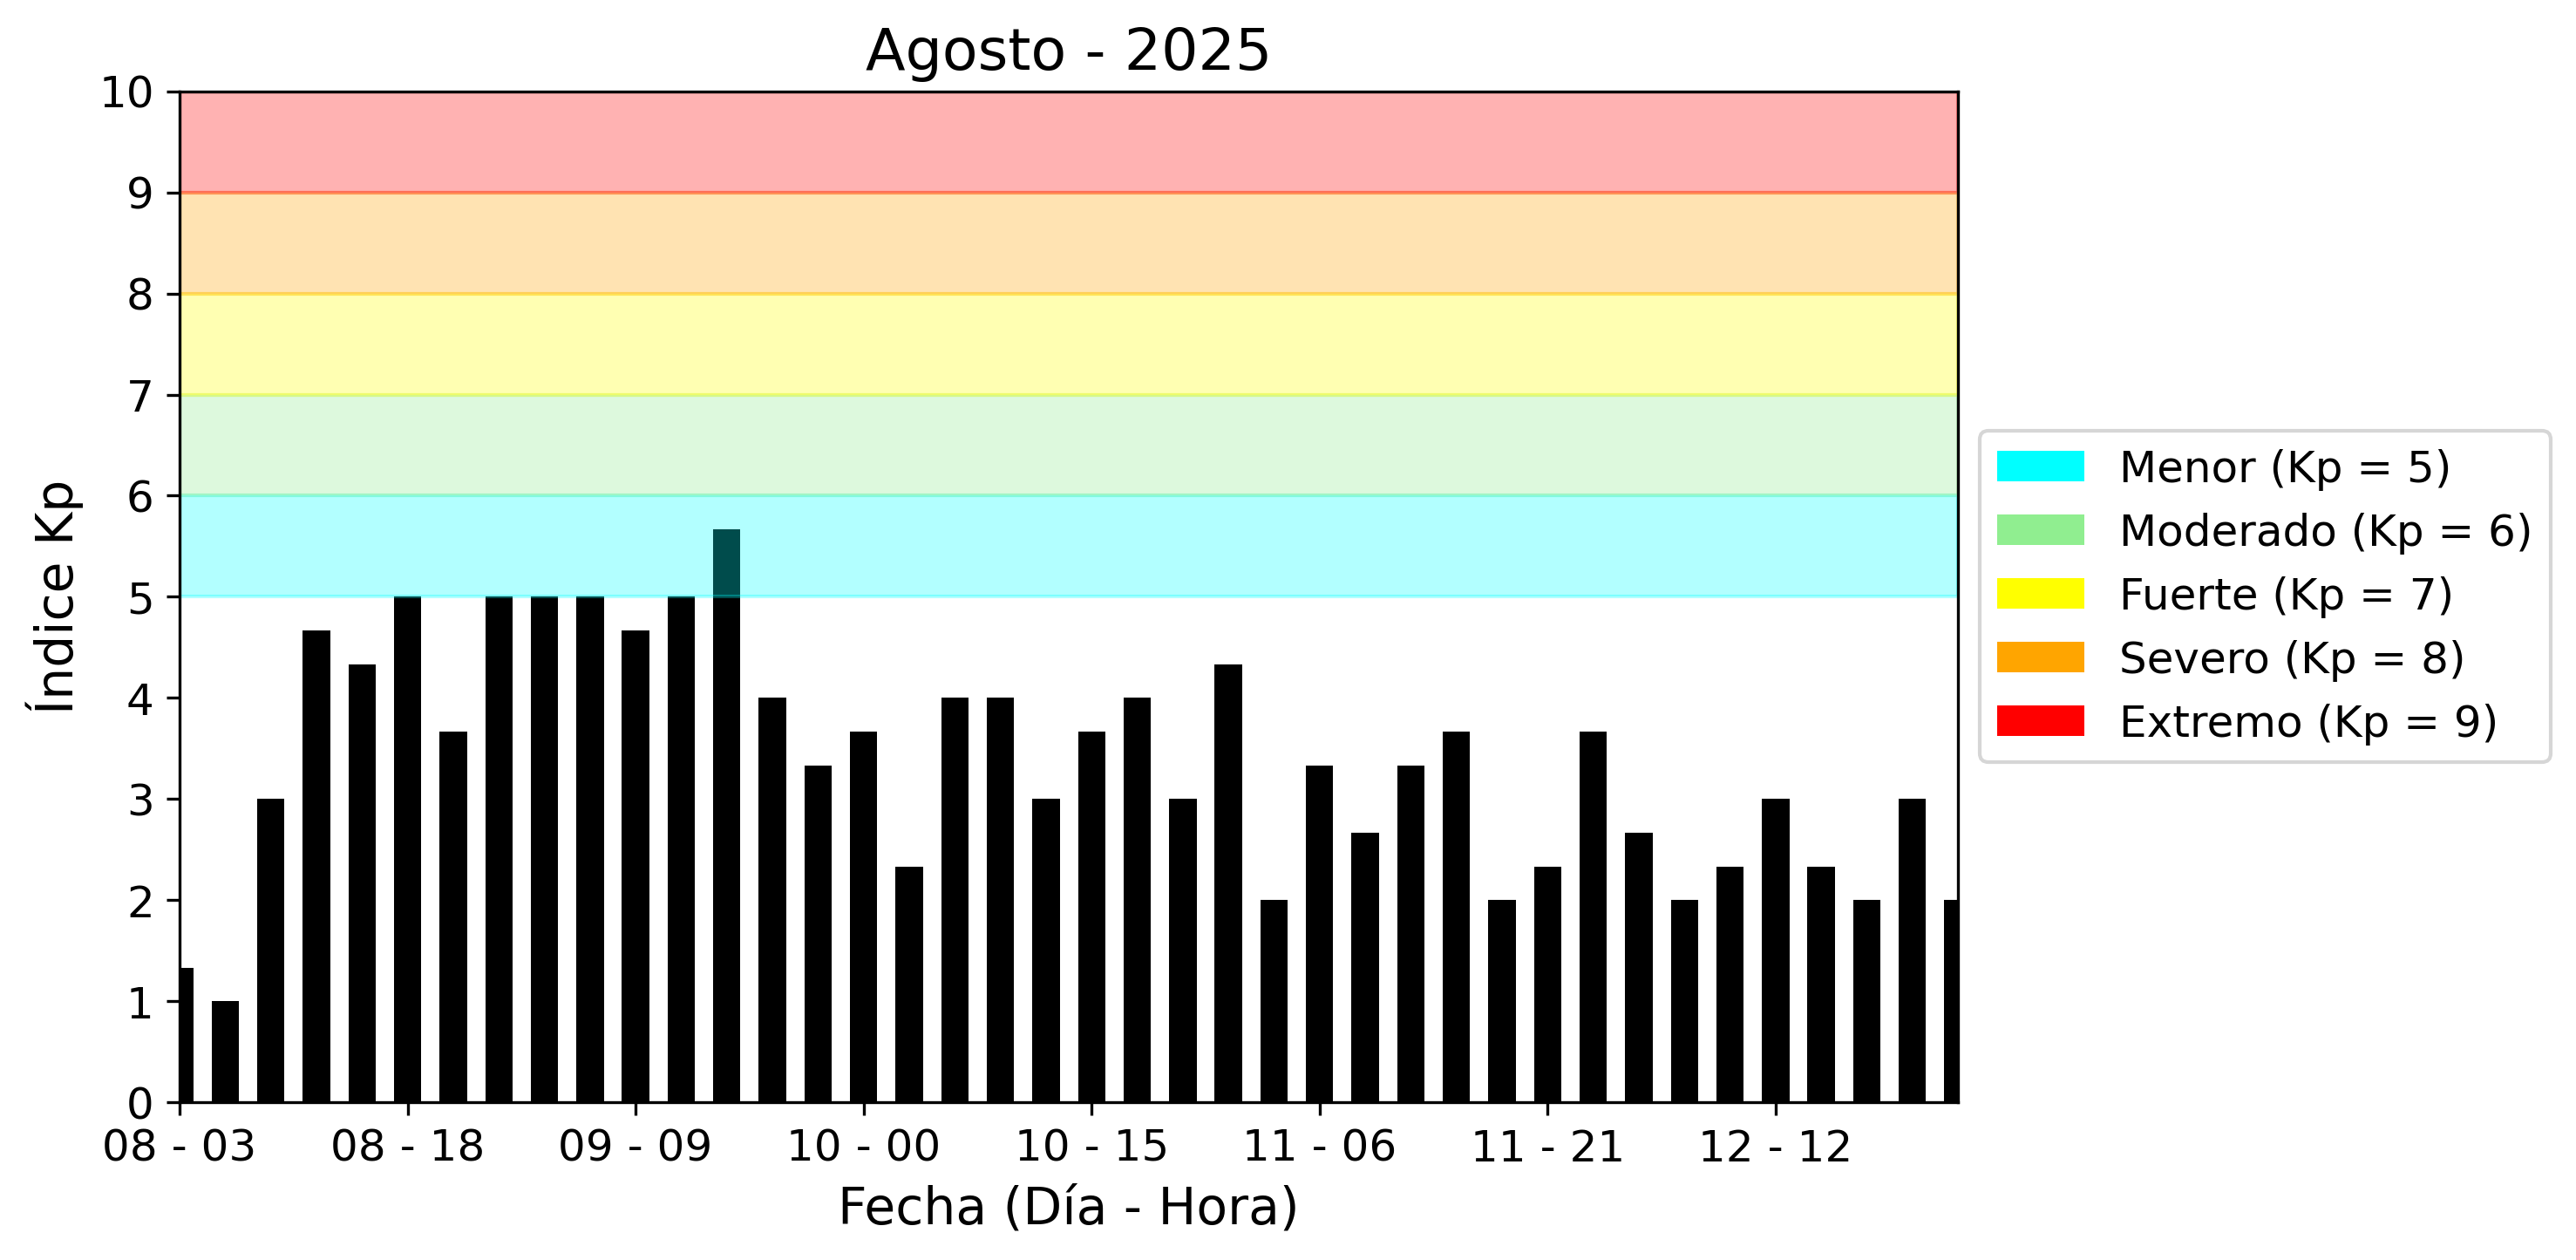 Agosto - 2025
10
9
8
7
6
5
4
3
2
1
0
Índice Kp
08 - 03
08 - 18
09 - 09
10 - 00
10 - 15
11 - 06
11 - 21
12 - 12
Fecha (Día - Hora)
Menor (Kp = 5)
Moderado (Kp = 6)
Fuerte (Kp = 7)
Severo (Kp = 8)
Extremo (Kp = 9)